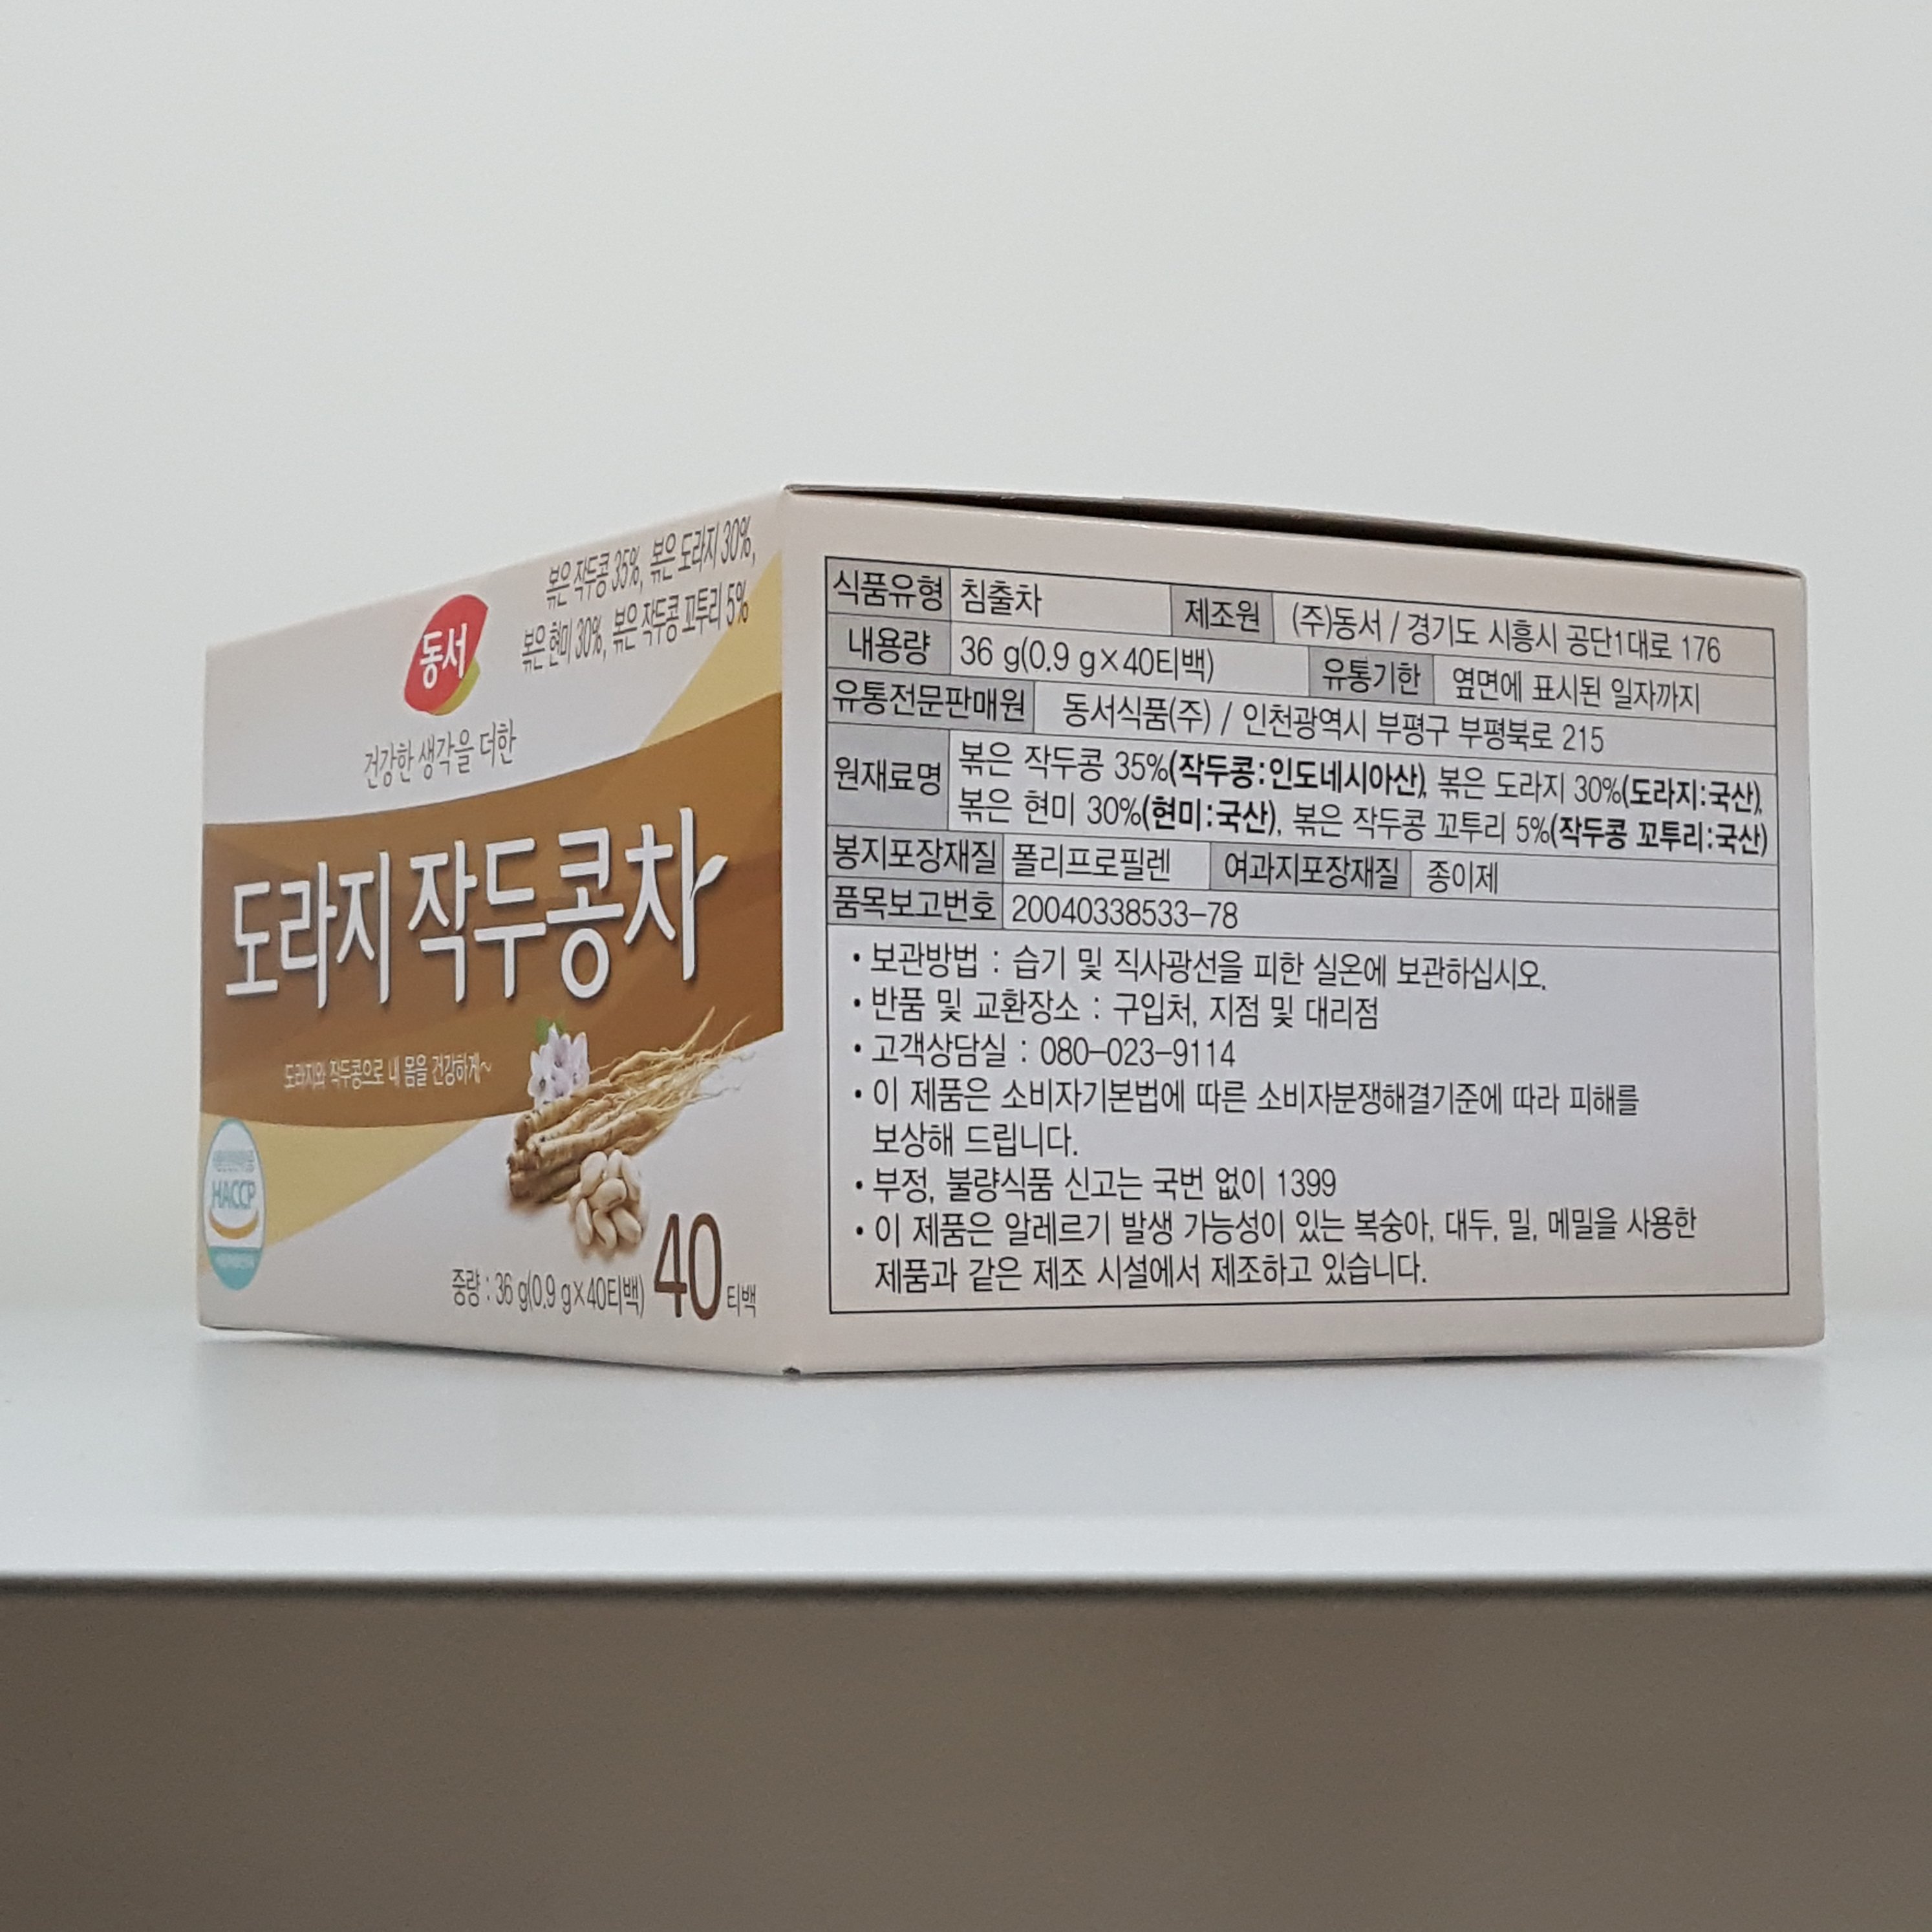 볶은 작두콩 35%, 볶은 도라지 30%,
볶은 현미 30%, 볶은 작두콩 꼬투리 5%
동서
건강한 생각을 더한
도라지 작두콩차
도라지와 작두콩으로 내 몸을 건강하게~
HACCP
중량 : 36 g(0.9 g×40티백) 40 티백
식품유형 침출차 제조원 (주)동서 / 경기도 시흥시 공단1대로 176
내용량 36 g(0.9 g×40티백) 유통기한 옆면에 표시된 일자까지
유통전문판매원 동서식품(주) / 인천광역시 부평구 부평북로 215
원재료명 볶은 작두콩 35%(작두콩:인도네시아산), 볶은 도라지 30%(도라지:국산),
볶은 현미 30%(현미:국산), 볶은 작두콩 꼬투리 5%(작두콩 꼬투리:국산)
봉지포장재질 폴리프로필렌 여과지포장재질 종이제
품목보고번호 20040338533-78
• 보관방법 : 습기 및 직사광선을 피한 실온에 보관하십시오.
• 반품 및 교환장소 : 구입처, 지점 및 대리점
• 고객상담실 : 080-023-9114
• 이 제품은 소비자기본법에 따른 소비자분쟁해결기준에 따라 피해를
보상해 드립니다.
• 부정, 불량식품 신고는 국번 없이 1399
• 이 제품은 알레르기 발생 가능성이 있는 복숭아, 대두, 밀, 메밀을 사용한
제품과 같은 제조 시설에서 제조하고 있습니다.